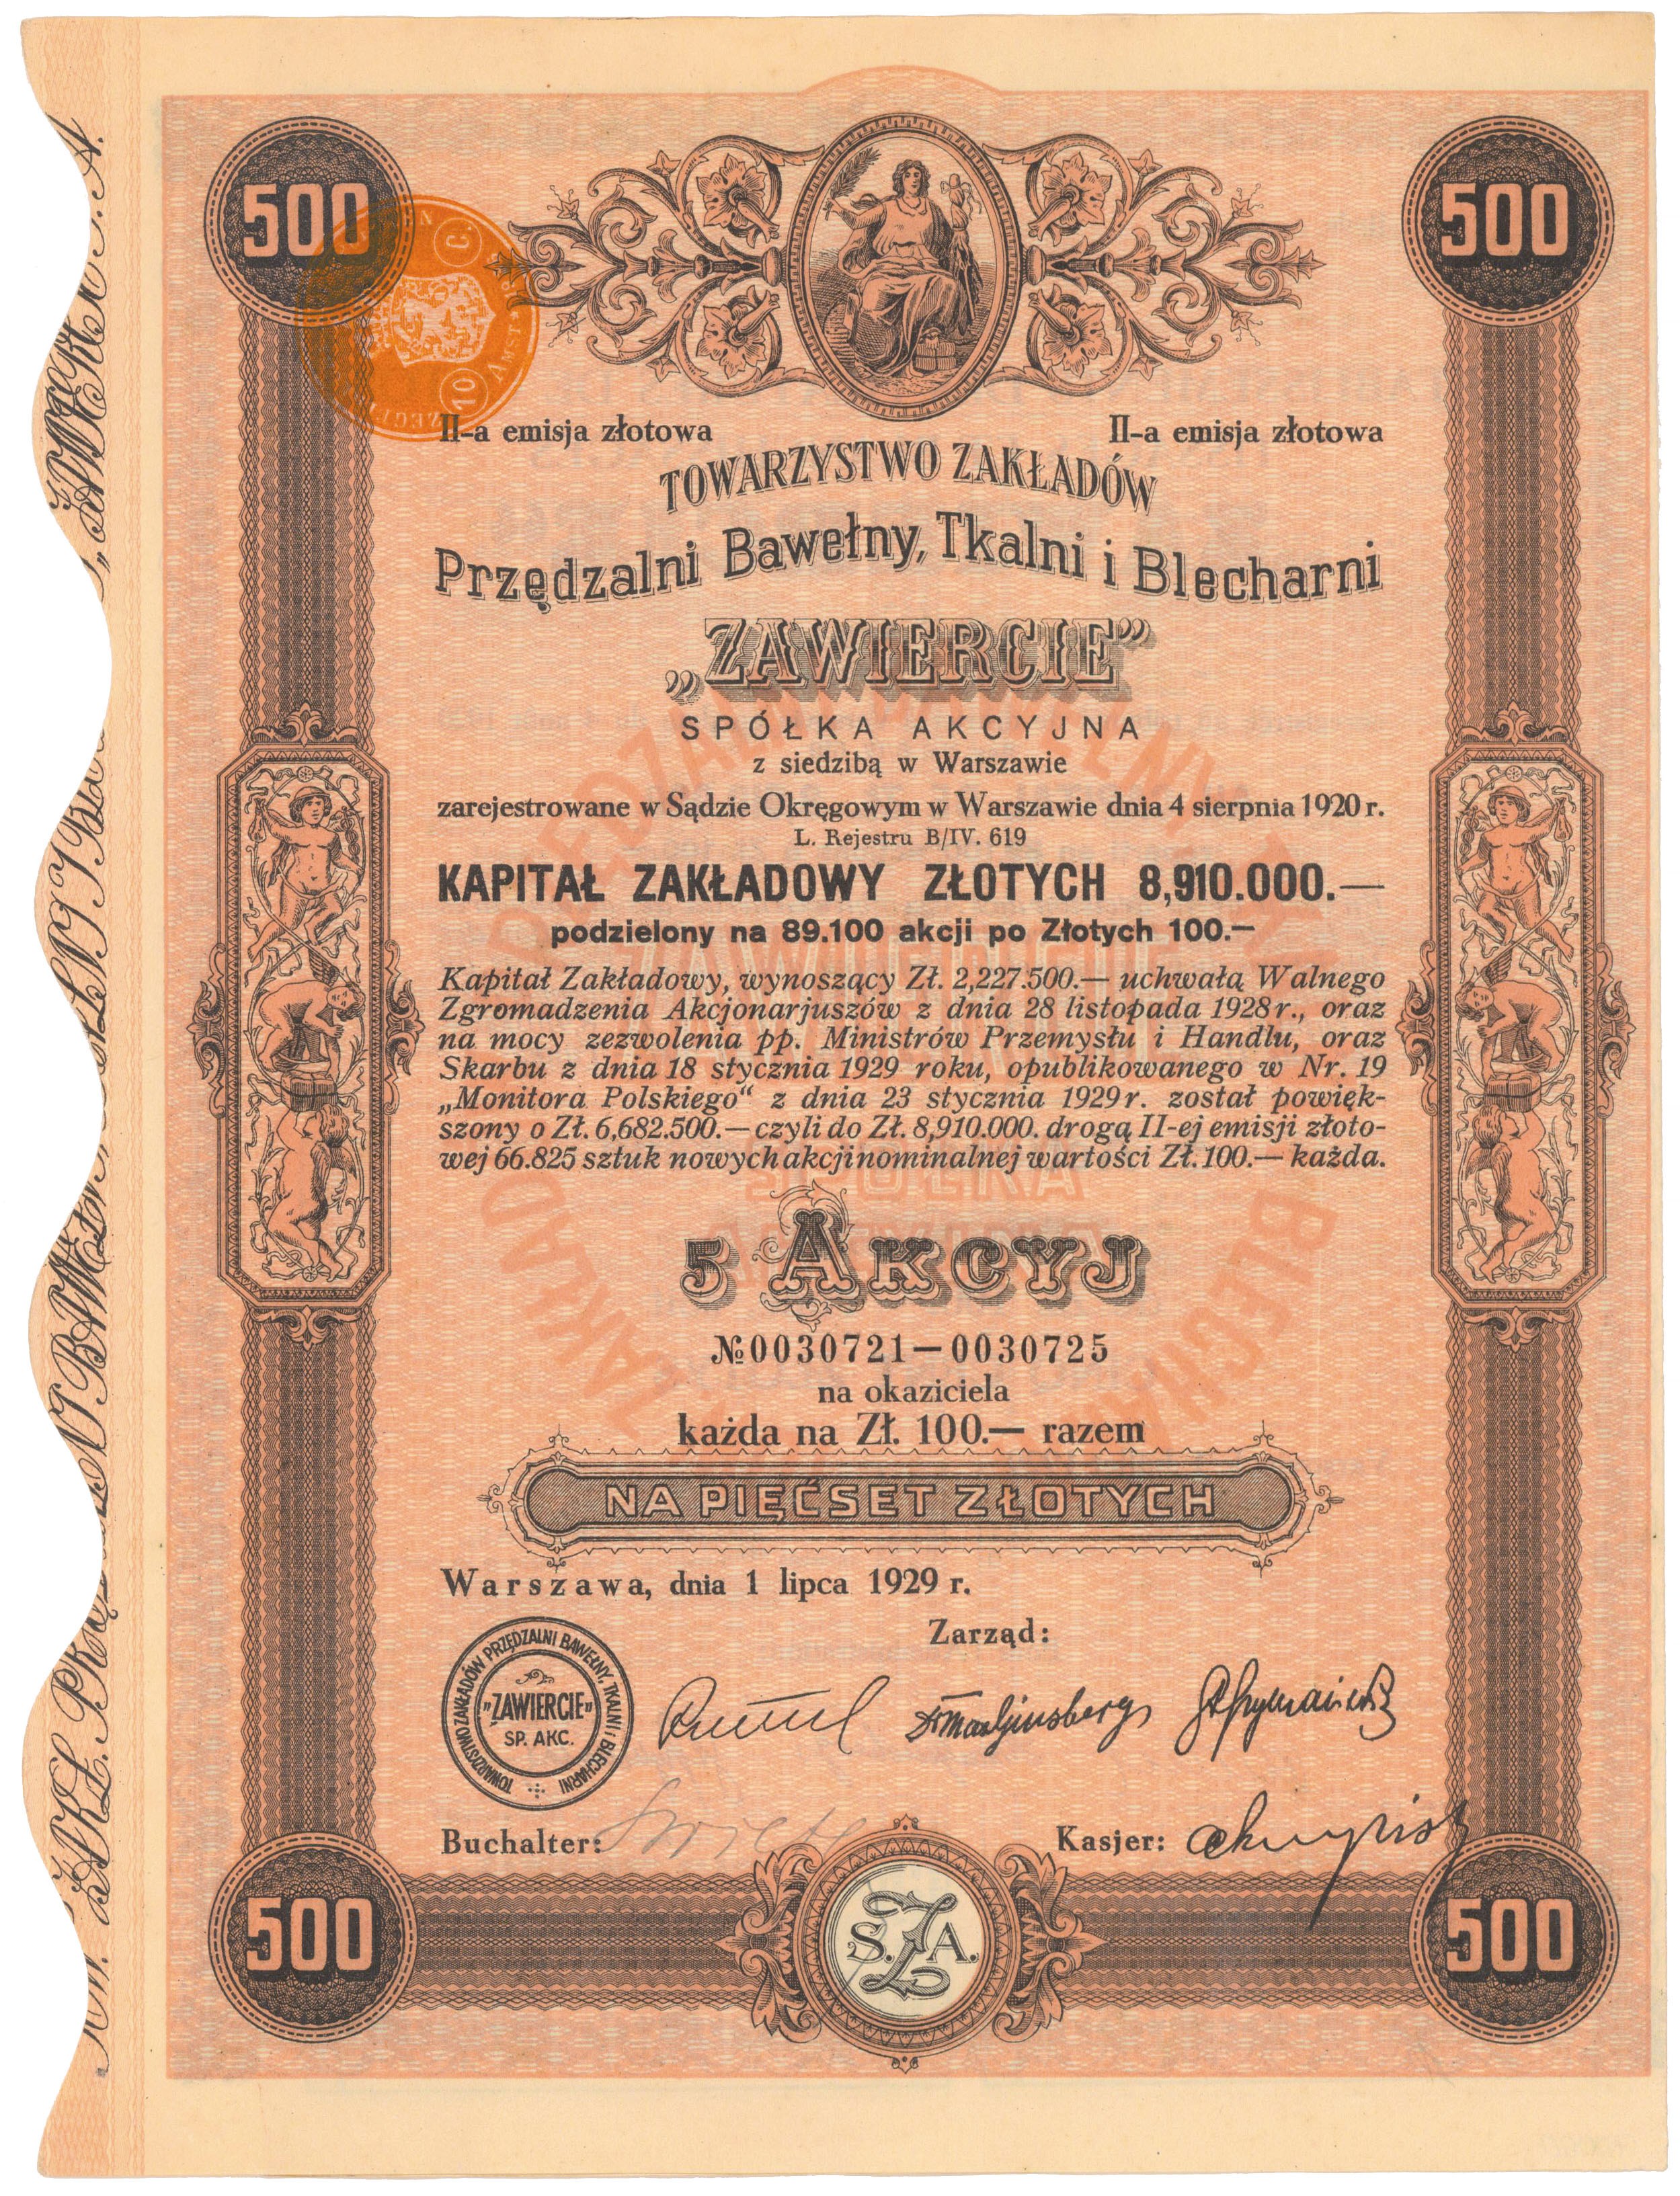 500
500
II-a emisja złotowa
II-a emisja złotowa
TOWARZYSTWO ZAKŁADÓW
Przędzalni Bawełny, Tkalni i Blecharni
„ZAWIERCIE”
SPÓŁKA AKCYJNA
z siedzibą w Warszawie
zarejestrowane w Sądzie Okręgowym w Warszawie dnia 4 sierpnia 1920 r.
L. Rejestru B/IV. 619
KAPITAŁ ZAKŁADOWY ZŁOTYCH 8,910.000.—
podzielony na 89.100 akcji po Złotych 100.—
Kapitał Zakładowy, wynoszący Zł. 2,227.500.— uchwałą Walnego
Zgromadzenia Akcjonarjuszów z dnia 28 listopada 1928 r., oraz
na mocy zezwolenia pp. Ministrów Przemysłu i Handlu, oraz
Skarbu z dnia 18 stycznia 1929 roku, opublikowanego w Nr. 19
„Monitora Polskiego“ z dnia 23 stycznia 1929 r. został powięk-
szony o Zł. 6,682.500.— czyli do Zł. 8,910.000. drogą II-ej emisji złoto-
wej 66.825 sztuk nowych akcji nominalnej wartości Zł. 100.— każda.
5 AKCYJ
№ 0030721—0030725
na okaziciela
każda na Zł. 100.— razem
NA PIĘĆSET ZŁOTYCH
Warszawa, dnia 1 lipca 1929 r.
Zarząd:
TOWARZYSTWO ZAKŁADÓW PRZĘDZALNI BAWEŁNY, TKALNI i BLECHARNI
"ZAWIERCIE"
SP. AKC.
Buchalter:
Kasjer:
500
S. Z A.
500